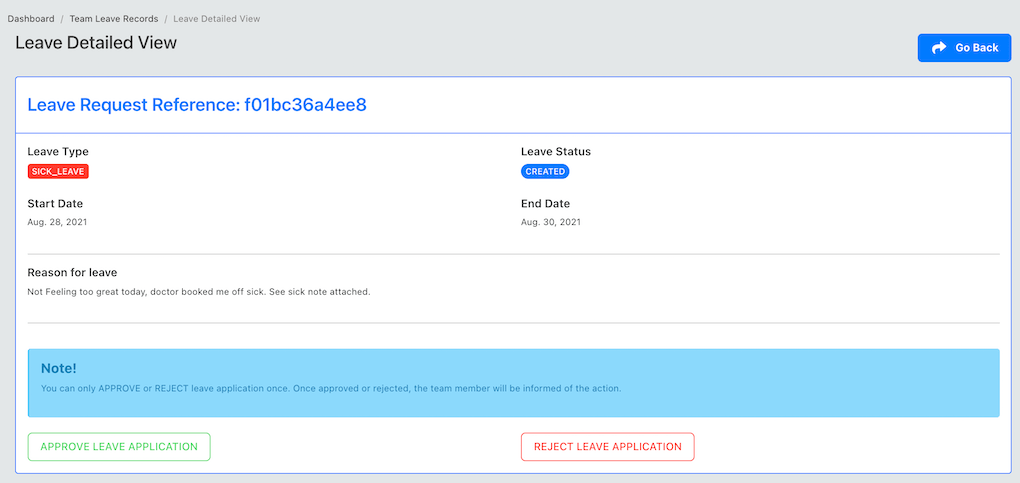 Dashboard / Team Leave Records / Leave Detailed View
Leave Detailed View
Go Back
Leave Request Reference: f01bc36a4ee8
Leave Type
Leave Status
SICK_LEAVE
CREATED
Start Date
End Date
Aug. 28, 2021
Aug. 30, 2021
Reason for leave
Not Feeling too great today, doctor booked me off sick. See sick note attached.
Note!
You can only APPROVE or REJECT leave application once. Once approved or rejected, the team member will be informed of the action.
APPROVE LEAVE APPLICATION
REJECT LEAVE APPLICATION